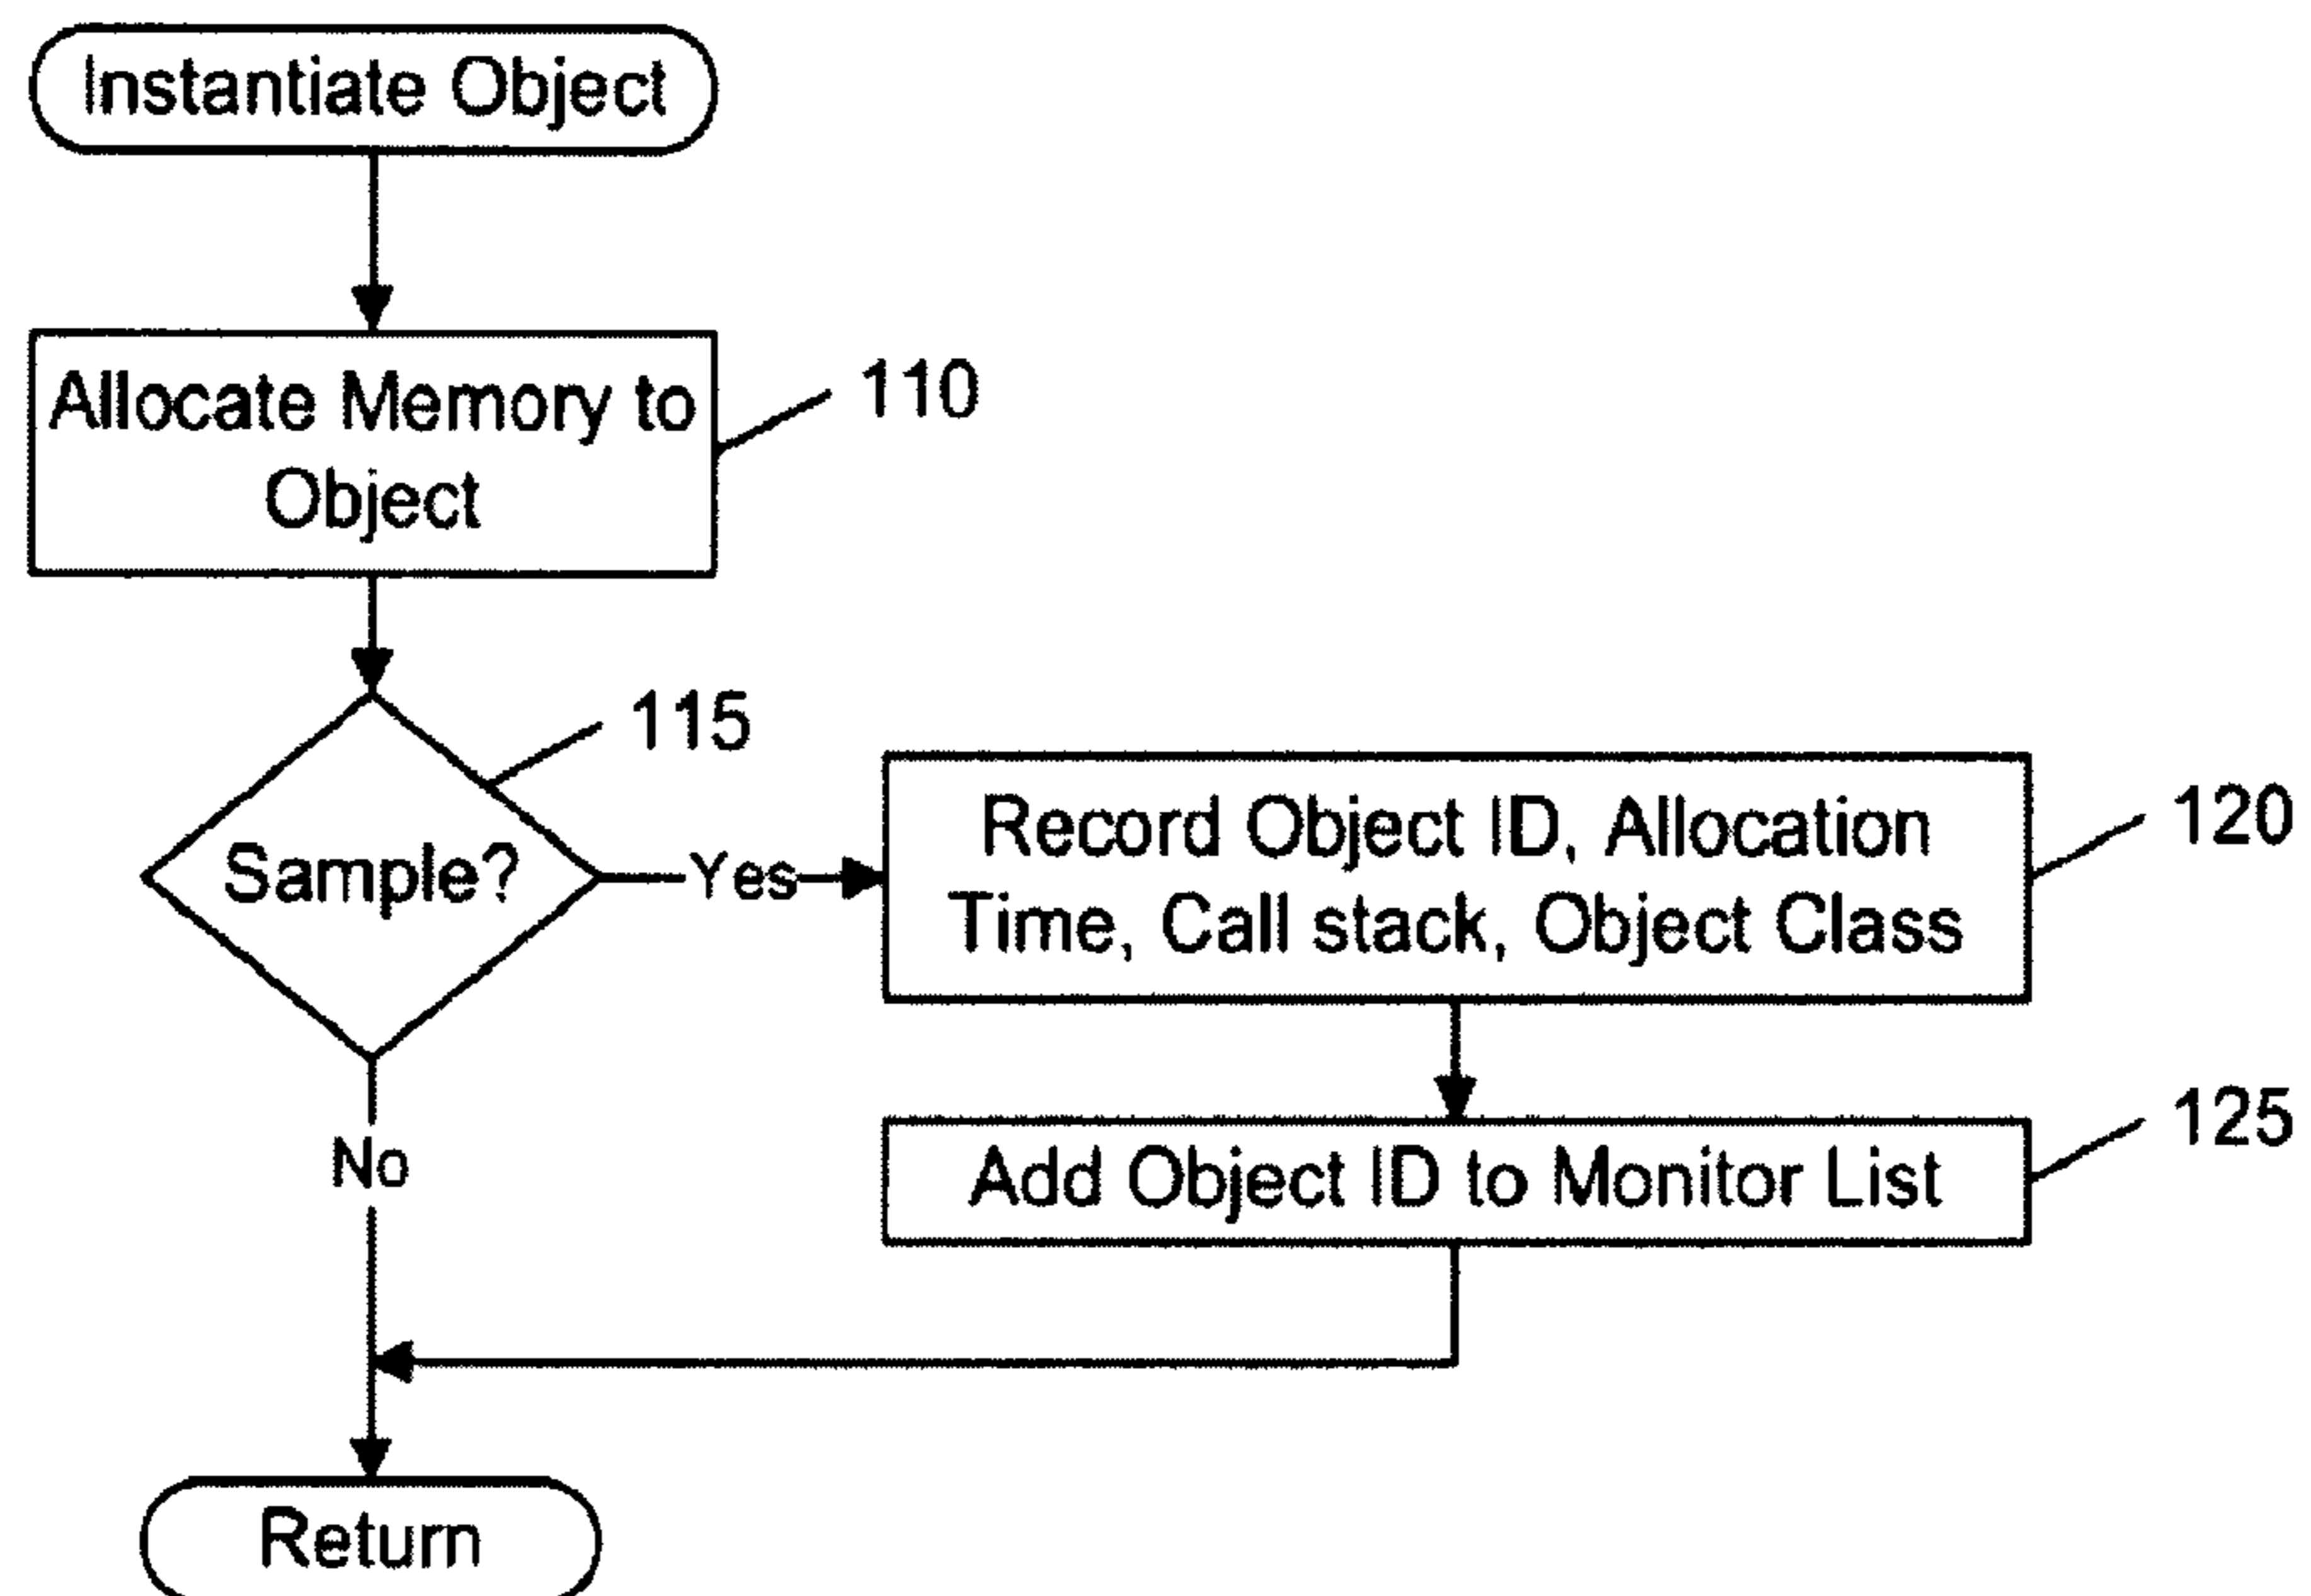 Instantiate Object
Allocate Memory to
Object
110
115
Sample?
Yes
Record Object ID, Allocation
Time, Call stack, Object Class
120
Add Object ID to Monitor List
125
No
Return